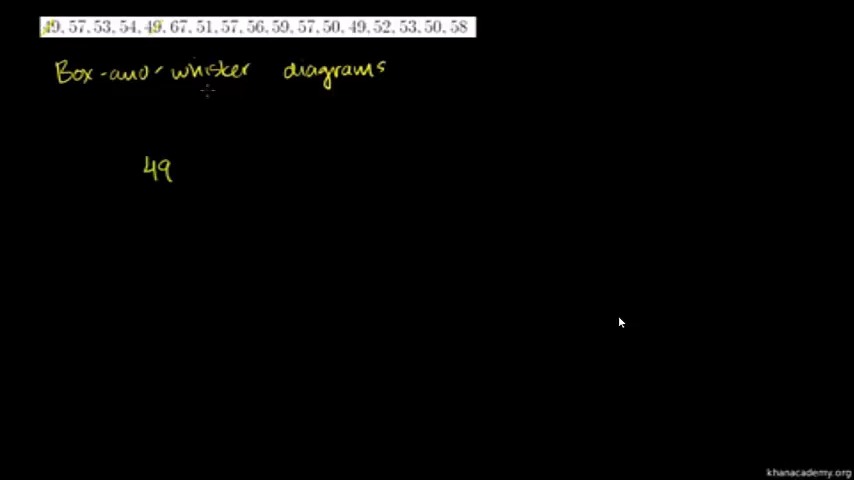 49, 57, 53, 54, 49, 67, 51, 57, 56, 59, 57, 50, 49, 52, 53, 50, 58
Box-and-whisker diagrams
49
khanacademy.org